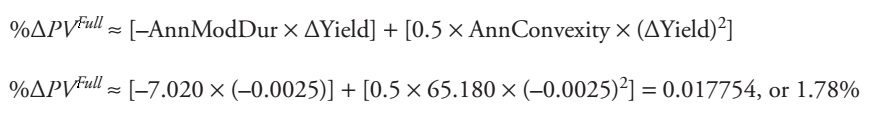 %ΔPV^Full ≈ [–AnnModDur × ΔYield] + [0.5 × AnnConvexity × (ΔYield)²]
%ΔPV^Full ≈ [–7.020 × (–0.0025)] + [0.5 × 65.180 × (–0.0025)²] = 0.017754, or 1.78%